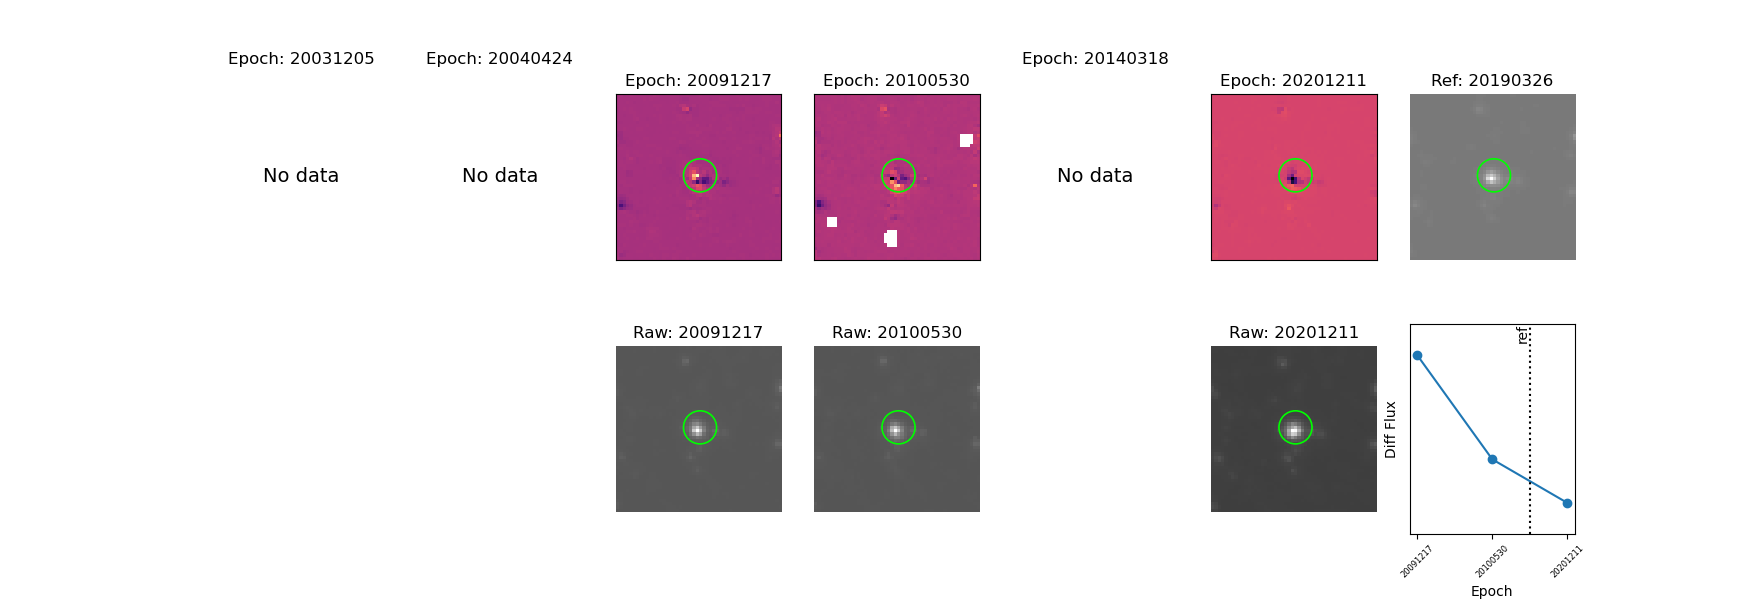 Epoch: 20031205
Epoch: 20040424
Epoch: 20091217
Epoch: 20100530
Epoch: 20140318
Epoch: 20201211
Ref: 20190326
No data
No data
No data
Raw: 20091217
Raw: 20100530
Raw: 20201211
ref
Diff Flux
20091217
20100530
20201211
Epoch